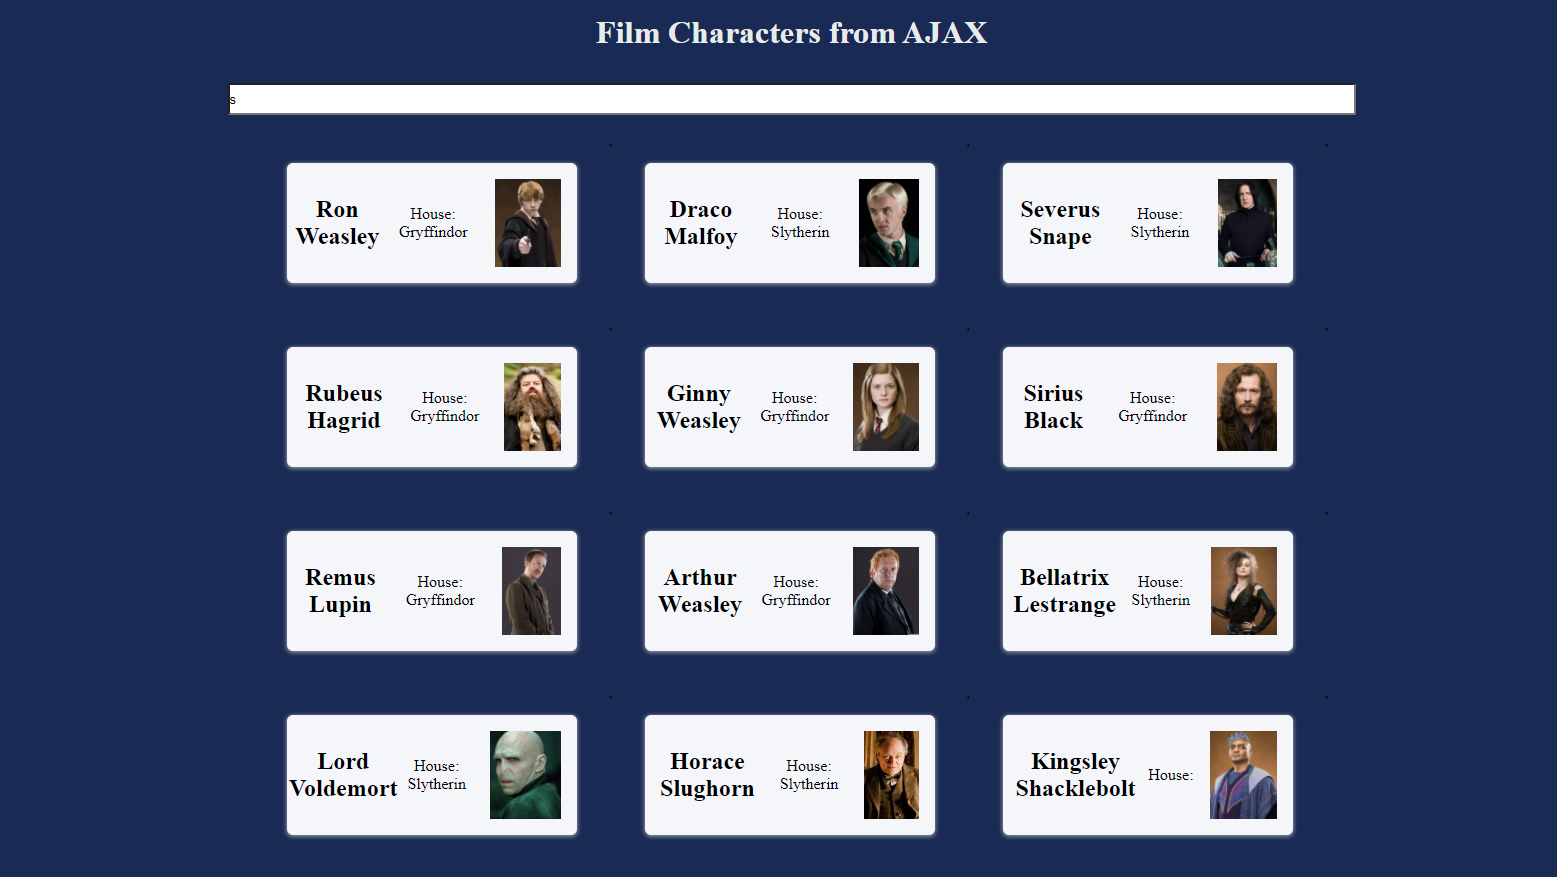 Film Characters from AJAX
s
Ron
Weasley
House:
Gryffindor
Draco
Malfoy
House:
Slytherin
Severus
Snape
House:
Slytherin
Rubeus
Hagrid
House:
Gryffindor
Ginny
Weasley
House:
Gryffindor
Sirius
Black
House:
Gryffindor
Remus
Lupin
House:
Gryffindor
Arthur
Weasley
House:
Gryffindor
Bellatrix
Lestrange
House:
Slytherin
Lord
Voldemort
House:
Slytherin
Horace
Slughorn
House:
Slytherin
Kingsley
Shacklebolt
House: